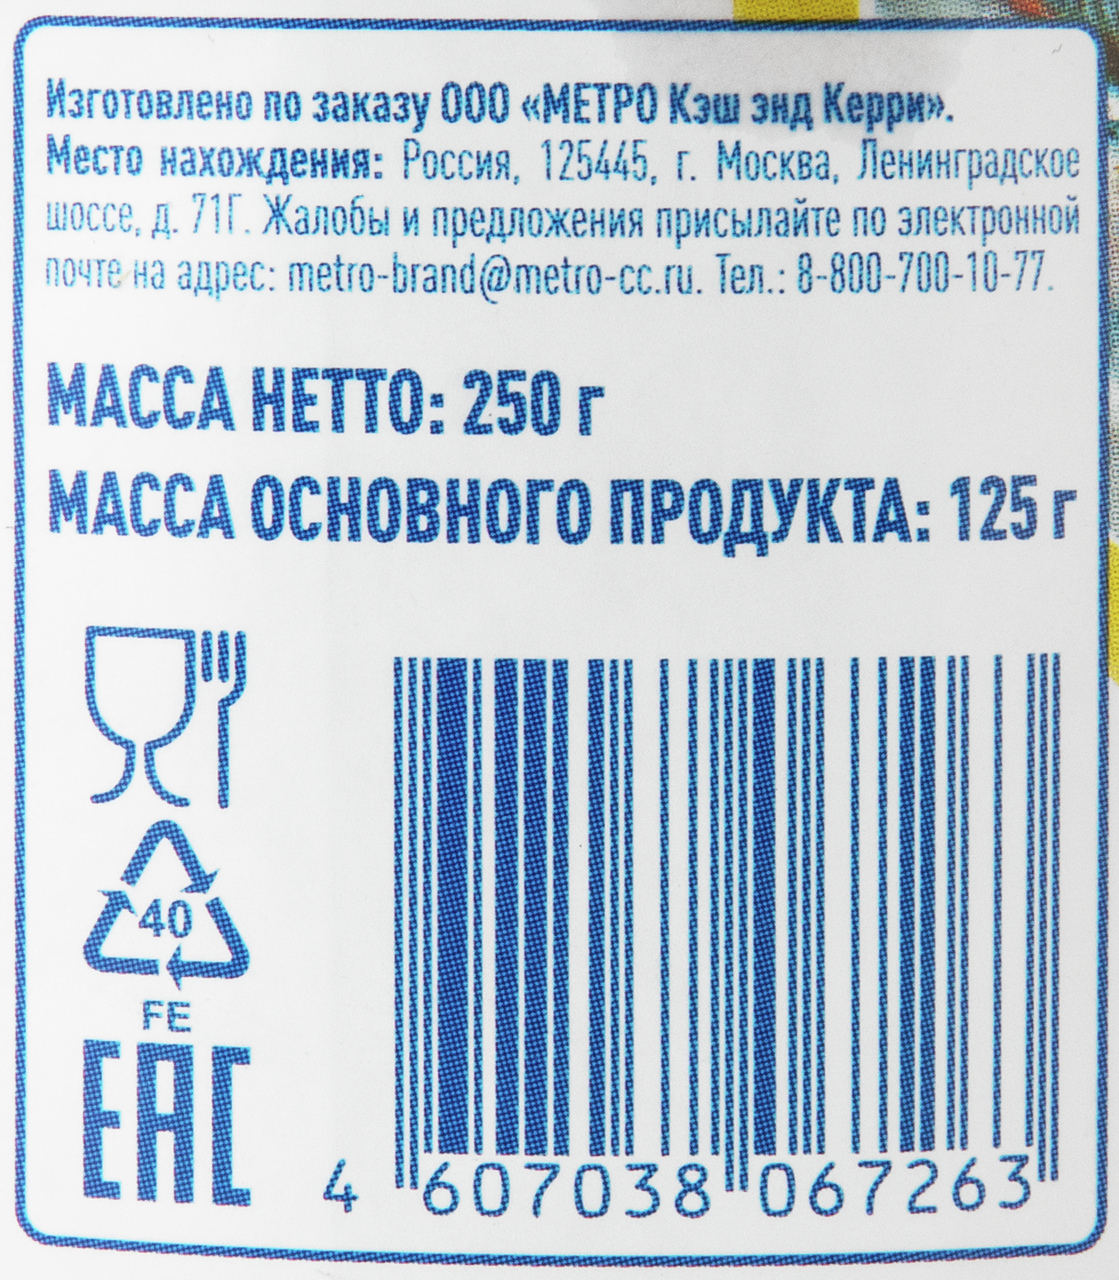 Изготовлено по заказу ООО «МЕТРО Кэш энд Керри».
Место нахождения: Россия, 125445, г. Москва, Ленинградское
шоссе, д. 71Г. Жалобы и предложения присылайте по электронной
почте на адрес: metro-brand@metro-cc.ru. Тел.: 8-800-700-10-77.
МАССА НЕТТО: 250 г
МАССА ОСНОВНОГО ПРОДУКТА: 125 г
40
FE
EAC
4 607038 067263